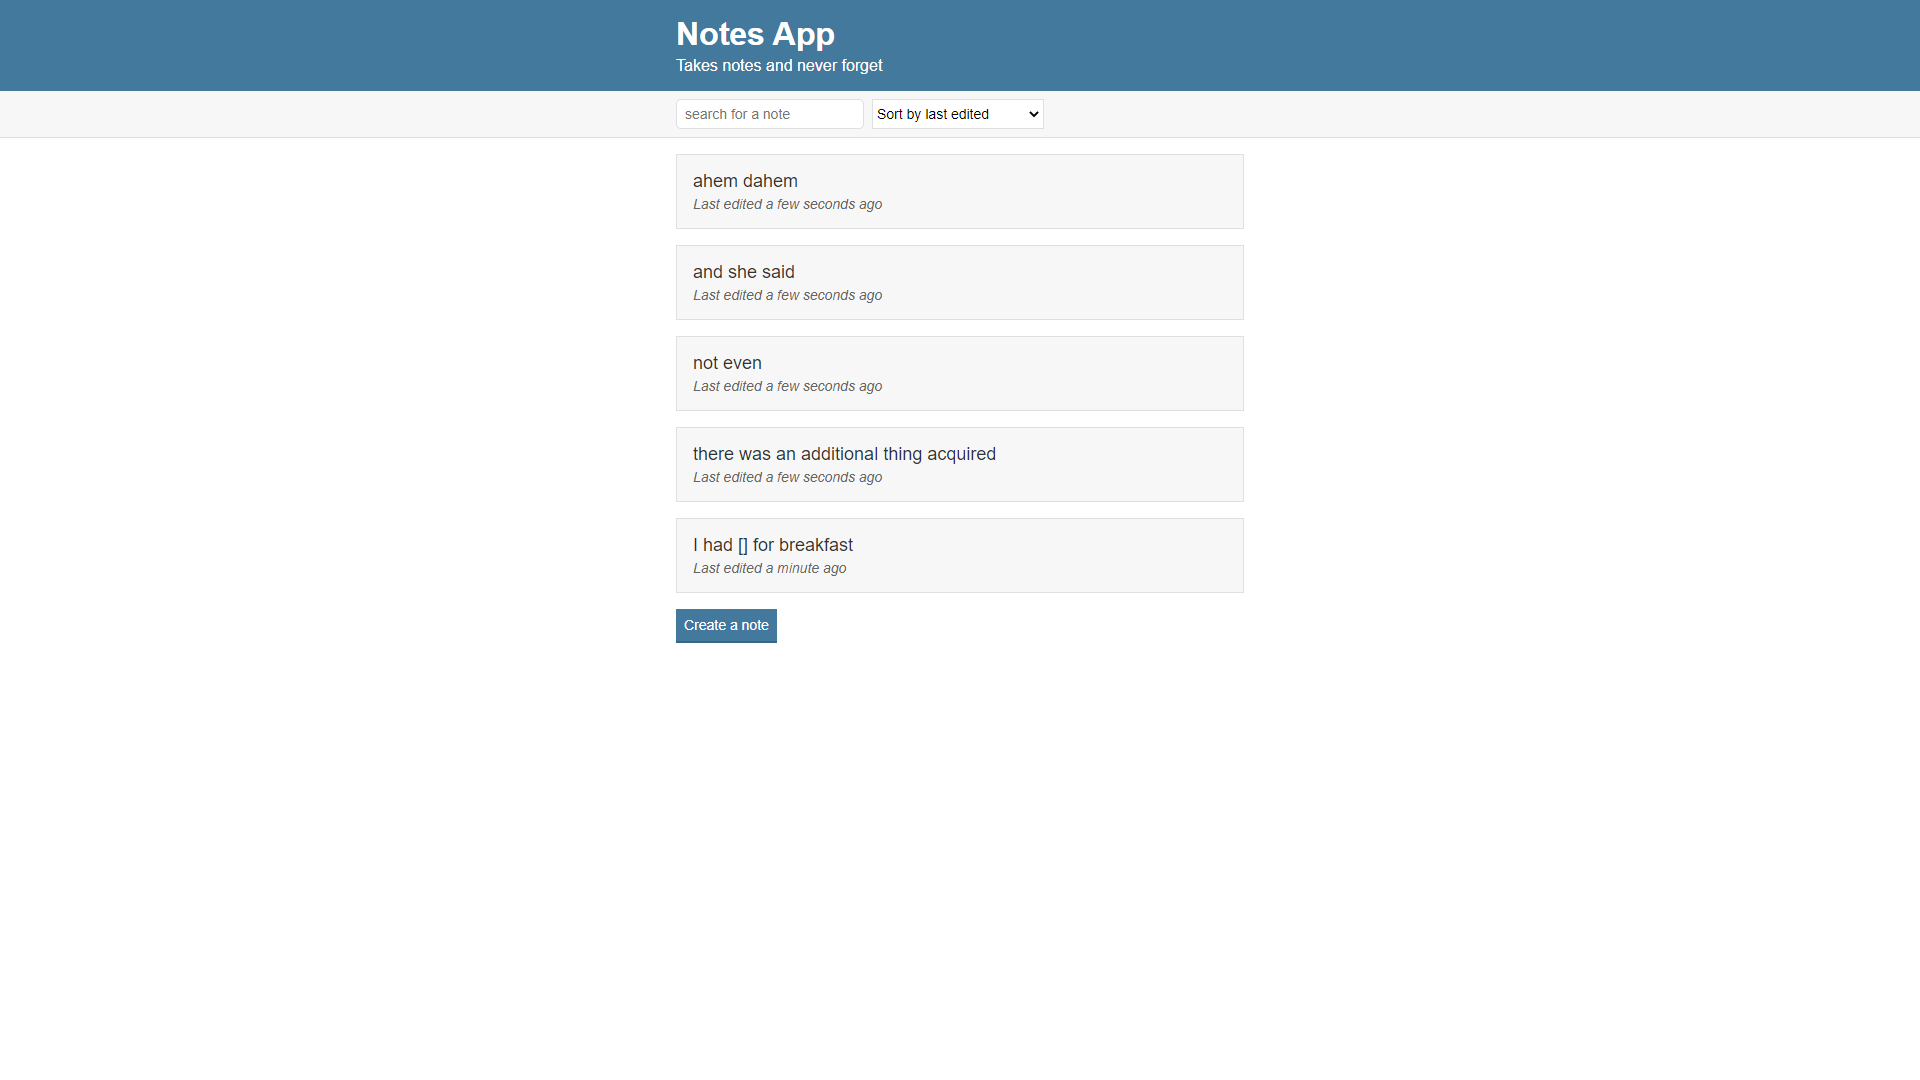 Notes App
Takes notes and never forget
search for a note
Sort by last edited
ahem dahem
Last edited a few seconds ago
and she said
Last edited a few seconds ago
not even
Last edited a few seconds ago
there was an additional thing acquired
Last edited a few seconds ago
I had [] for breakfast
Last edited a minute ago
Create a note